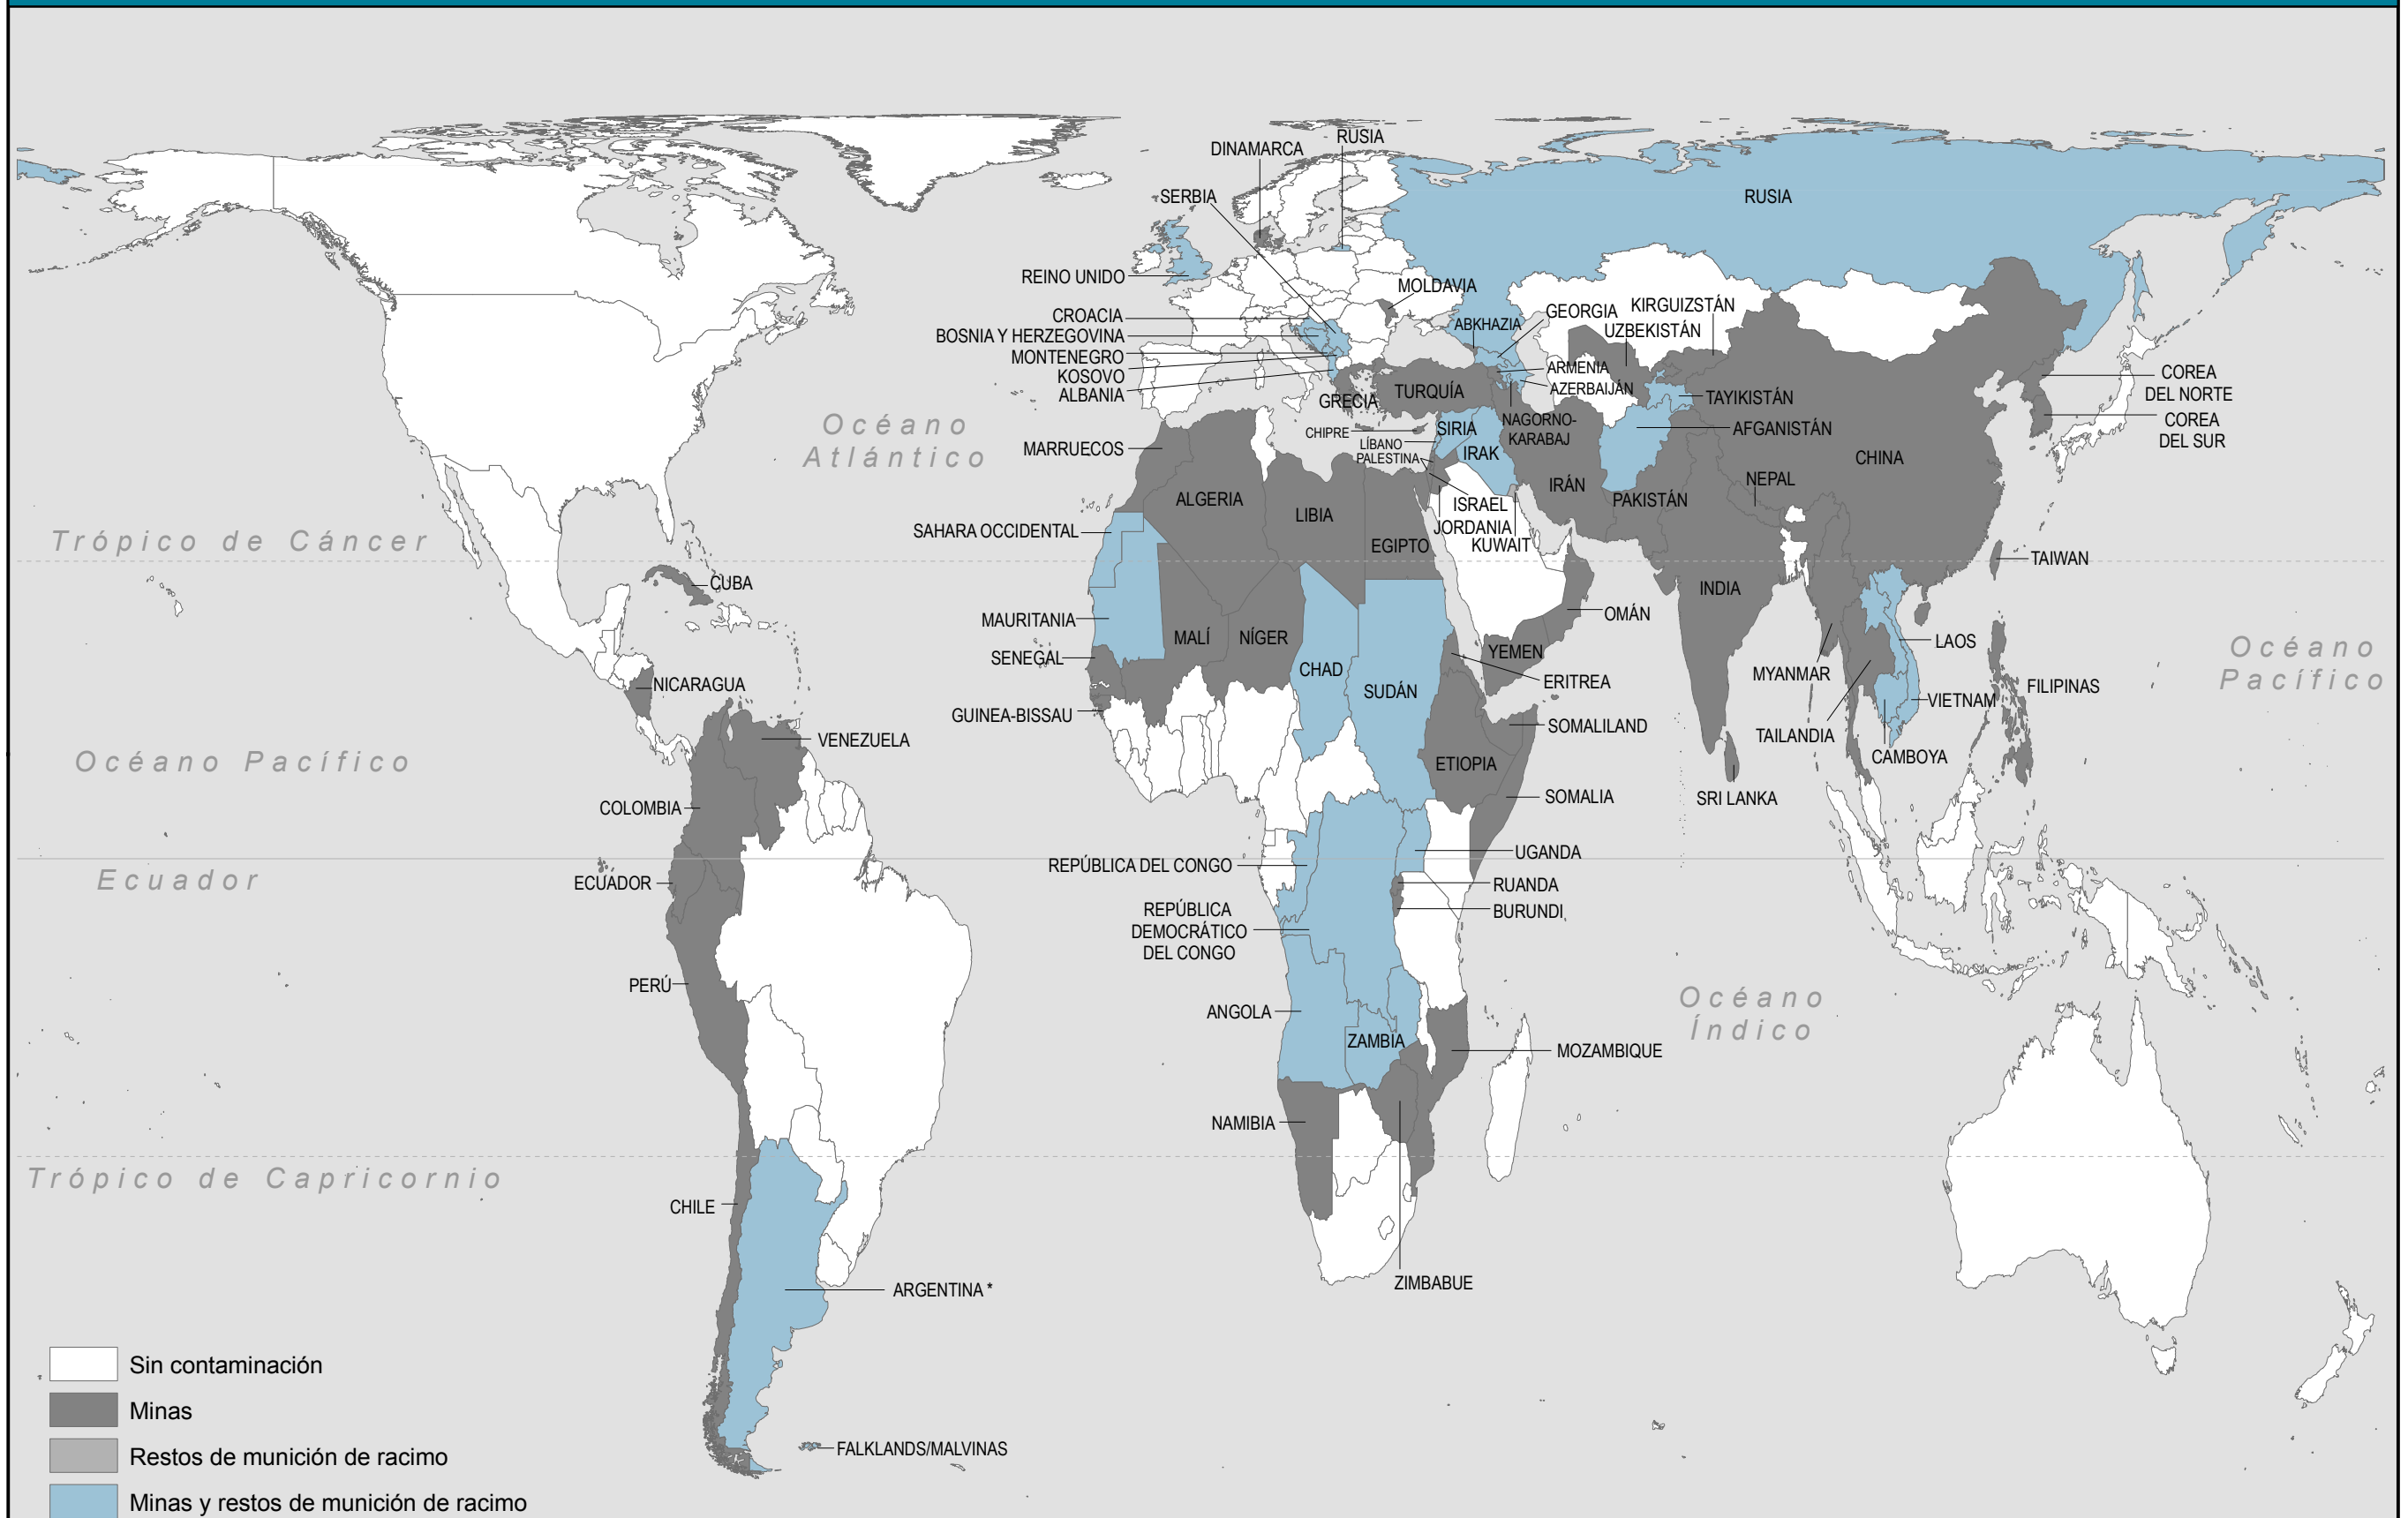 RUSIA
DINAMARCA
SERBIA
RUSIA
REINO UNIDO
MOLDAVIA
CROACIA
BOSNIA Y HERZEGOVINA
MONTENEGRO
KOSOVO
ALBANIA
ABKHAZIA
GEORGIA
KIRGUIZSTÁN
UZBEKISTÁN
ARMENIA
AZERBAIJÁN
GRECIA
TURQUÍA
TAYIKISTÁN
COREA
DEL NORTE
COREA
DEL SUR
Océano
Atlántico
MARRUECOS
CHIPRE
SIRIA
NAGORNO-
KARABAJ
AFGANISTÁN
LÍBANO
PALESTINA
IRAK
CHINA
ALGERIA
LIBIA
ISRAEL
IRÁN
PAKISTÁN
NEPAL
JORDANIA
KUWAIT
EGIPTO
SAHARA OCCIDENTAL
Trópico de Cáncer
CUBA
TAIWAN
INDIA
OMÁN
MAURITANIA
MALÍ
NÍGER
CHAD
SUDÁN
YEMEN
ERITREA
SENEGAL
GUINEA-BISSAU
NICARAGUA
LAOS
MYANMAR
VIETNAM
FILIPINAS
Océano
Pacífico
SOMALILAND
TAILANDIA
CAMBOYA
VENEZUELA
Océano Pacífico
ETIOPIA
SOMALIA
SRI LANKA
COLOMBIA
UGANDA
REPÚBLICA DEL CONGO
Ecuador
ECUADOR
RUANDA
BURUNDI
REPÚBLICA
DEMOCRÁTICO
DEL CONGO
PERÚ
ANGOLA
ZAMBIA
MOZAMBIQUE
Océano
Índico
NAMIBIA
Trópico de Capricornio
CHILE
ZIMBABUE
ARGENTINA *
FALKLANDS/MALVINAS
Sin contaminación
Minas
Restos de munición de racimo
Minas y restos de munición de racimo